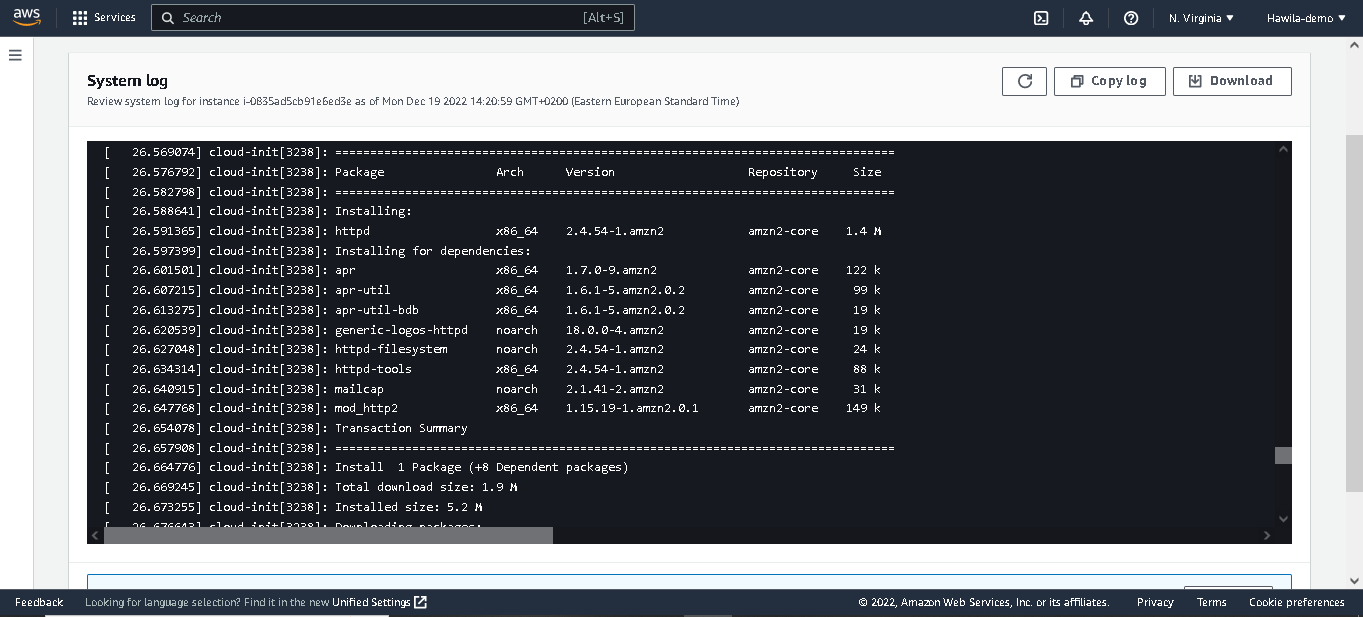 aws Services Search [Alt+S] N. Virginia Hawila-demo
System log
Copy log
Download
Review system log for instance i-0835ad5cb91e6ed3e as of Mon Dec 19 2022 14:20:59 GMT+0200 (Eastern European Standard Time)
[   26.569074] cloud-init[3238]: ================================================================================
[   26.576792] cloud-init[3238]: Package                Arch      Version                   Repository     Size
[   26.582798] cloud-init[3238]: ================================================================================
[   26.588641] cloud-init[3238]: Installing:
[   26.591365] cloud-init[3238]: httpd                  x86_64    2.4.54-1.amzn2            amzn2-core    1.4 M
[   26.597399] cloud-init[3238]: Installing for dependencies:
[   26.601501] cloud-init[3238]: apr                    x86_64    1.7.0-9.amzn2             amzn2-core    122 k
[   26.607215] cloud-init[3238]: apr-util               x86_64    1.6.1-5.amzn2.0.2         amzn2-core     99 k
[   26.613275] cloud-init[3238]: apr-util-bdb           x86_64    1.6.1-5.amzn2.0.2         amzn2-core     19 k
[   26.620539] cloud-init[3238]: generic-logos-httpd    noarch    18.0.0-4.amzn2            amzn2-core     19 k
[   26.627048] cloud-init[3238]: httpd-filesystem       noarch    2.4.54-1.amzn2            amzn2-core     24 k
[   26.634314] cloud-init[3238]: httpd-tools            x86_64    2.4.54-1.amzn2            amzn2-core     88 k
[   26.640915] cloud-init[3238]: mailcap                noarch    2.1.41-2.amzn2            amzn2-core     31 k
[   26.647768] cloud-init[3238]: mod_http2              x86_64    1.15.19-1.amzn2.0.1       amzn2-core    149 k
[   26.654078] cloud-init[3238]: Transaction Summary
[   26.657908] cloud-init[3238]: ================================================================================
[   26.664776] cloud-init[3238]: Install  1 Package (+8 Dependent packages)
[   26.669245] cloud-init[3238]: Total download size: 1.9 M
[   26.673255] cloud-init[3238]: Installed size: 5.2 M
[   26.676643] cloud-init[3238]: Downloading packages:
Feedback Looking for language selection? Find it in the new Unified Settings © 2022, Amazon Web Services, Inc. or its affiliates. Privacy Terms Cookie preferences